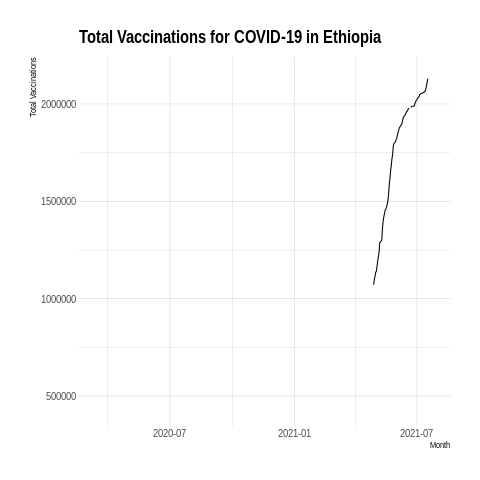 Total Vaccinations for COVID-19 in Ethiopia
Total Vaccinations
2000000
1500000
1000000
500000
2020-07
2021-01
2021-07
Month